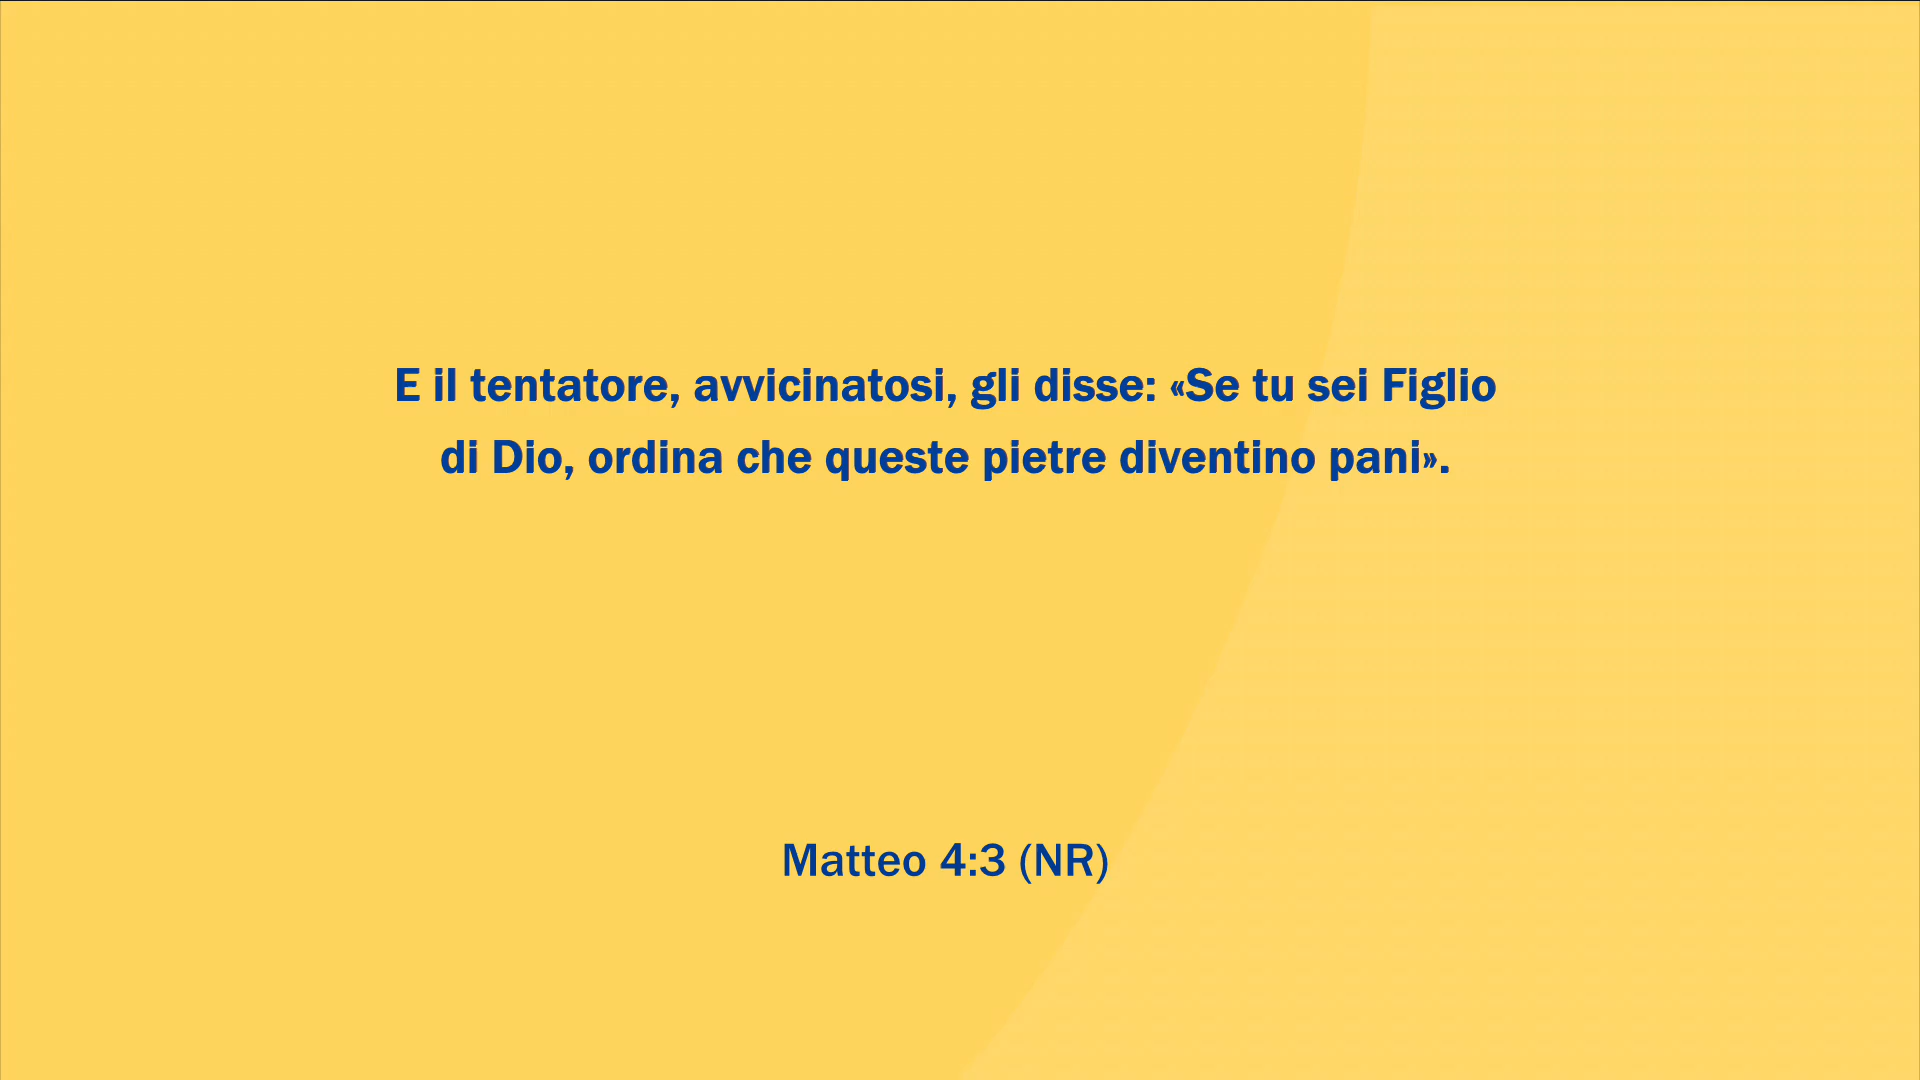 E il tentatore, avvicinatosi, gli disse: «Se tu sei Figlio
di Dio, ordina che queste pietre diventino pani».
Matteo 4:3 (NR)